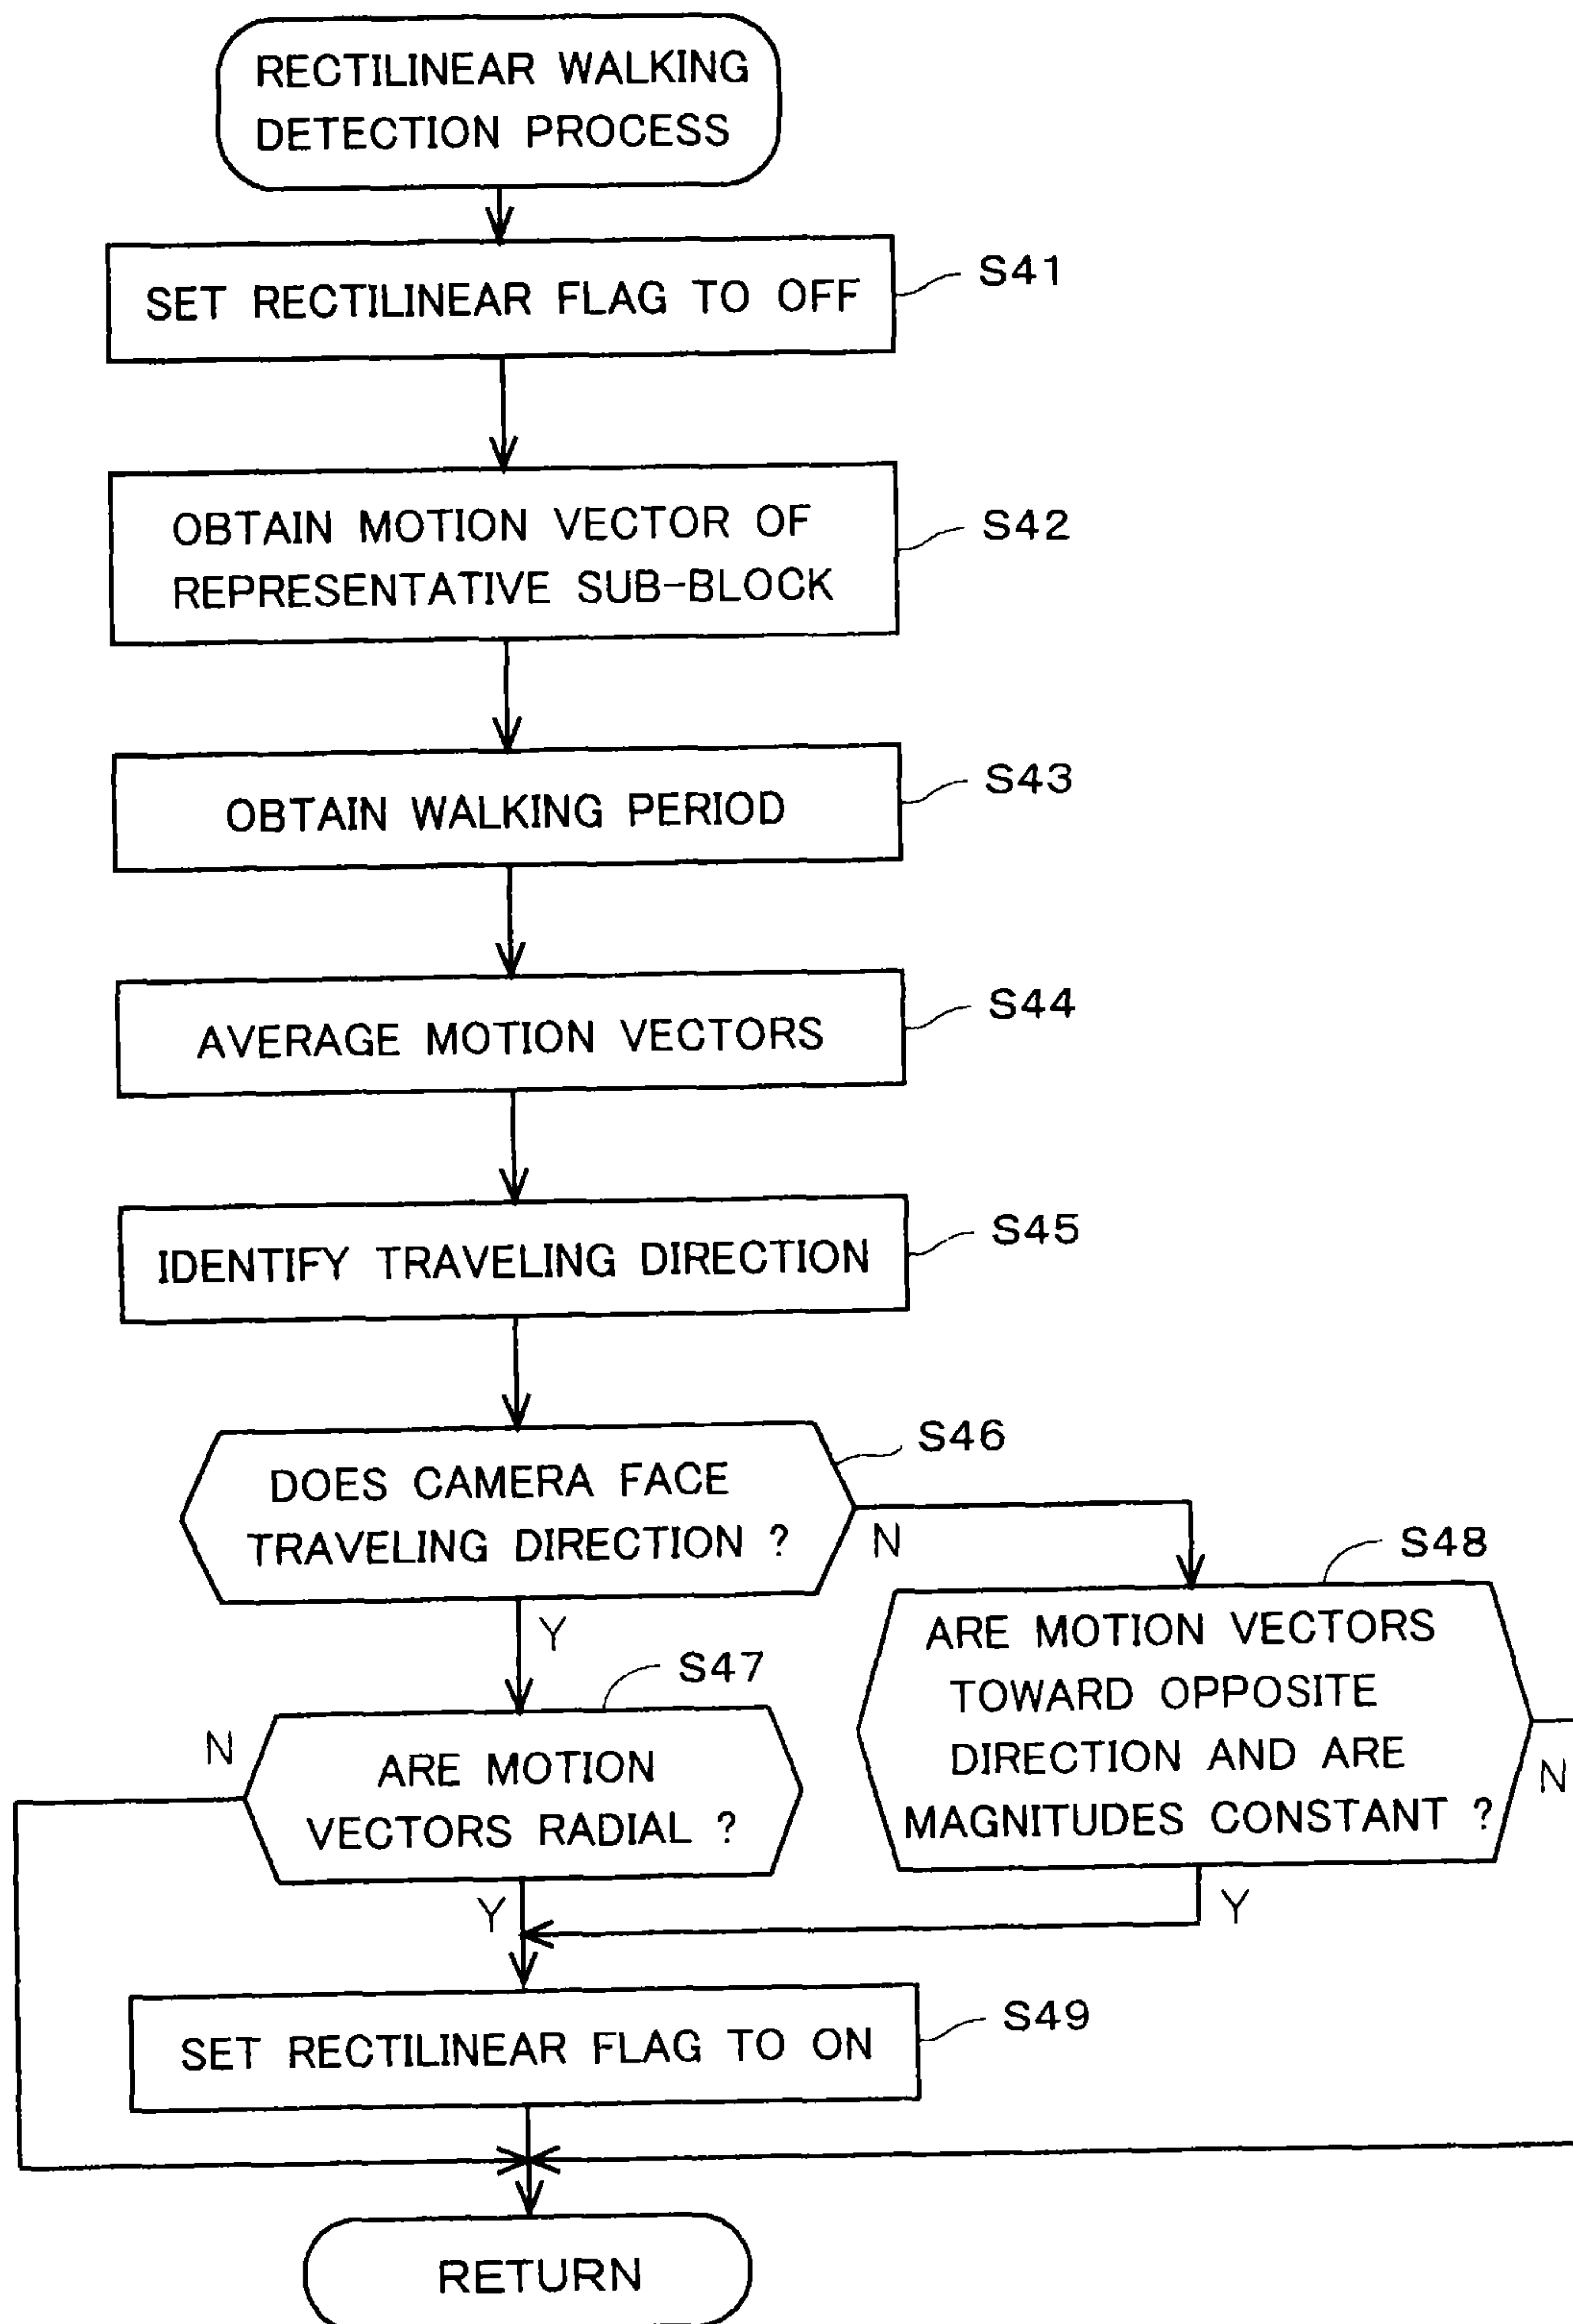 RECTILINEAR WALKING
DETECTION PROCESS
SET RECTILINEAR FLAG TO OFF
S41
OBTAIN MOTION VECTOR OF
REPRESENTATIVE SUB-BLOCK
S42
OBTAIN WALKING PERIOD
S43
AVERAGE MOTION VECTORS
S44
IDENTIFY TRAVELING DIRECTION
S45
DOES CAMERA FACE
TRAVELING DIRECTION ?
S46
N
Y
ARE MOTION
VECTORS RADIAL ?
S47
N
Y
ARE MOTION VECTORS
TOWARD OPPOSITE
DIRECTION AND ARE
MAGNITUDES CONSTANT ?
S48
N
Y
SET RECTILINEAR FLAG TO ON
S49
RETURN